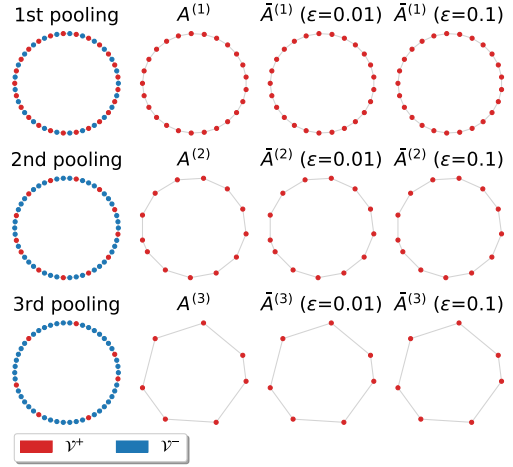 1st pooling A⁽¹⁾ Ā⁽¹⁾ (ε=0.01) Ā⁽¹⁾ (ε=0.1)
2nd pooling A⁽²⁾ Ā⁽²⁾ (ε=0.01) Ā⁽²⁾ (ε=0.1)
3rd pooling A⁽³⁾ Ā⁽³⁾ (ε=0.01) Ā⁽³⁾ (ε=0.1)
𝒱⁺ 𝒱⁻